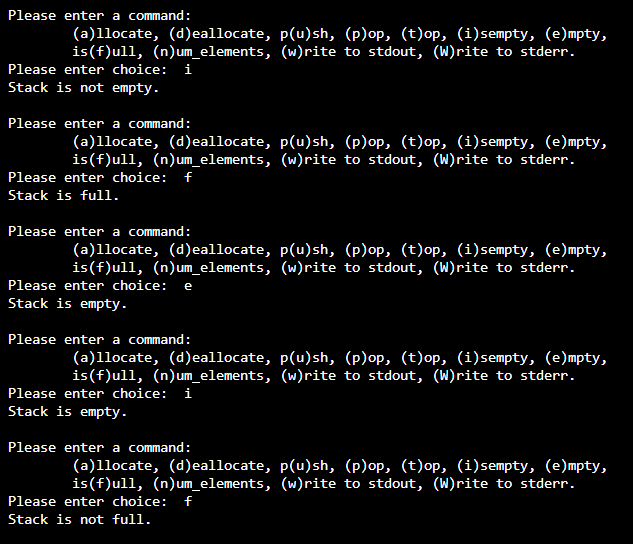 Please enter a command:
        (a)llocate, (d)eallocate, p(u)sh, (p)op, (t)op, (i)sempty, (e)mpty,
        is(f)ull, (n)um_elements, (w)rite to stdout, (W)rite to stderr.
Please enter choice:  i
Stack is not empty.

Please enter a command:
        (a)llocate, (d)eallocate, p(u)sh, (p)op, (t)op, (i)sempty, (e)mpty,
        is(f)ull, (n)um_elements, (w)rite to stdout, (W)rite to stderr.
Please enter choice:  f
Stack is full.

Please enter a command:
        (a)llocate, (d)eallocate, p(u)sh, (p)op, (t)op, (i)sempty, (e)mpty,
        is(f)ull, (n)um_elements, (w)rite to stdout, (W)rite to stderr.
Please enter choice:  e
Stack is empty.

Please enter a command:
        (a)llocate, (d)eallocate, p(u)sh, (p)op, (t)op, (i)sempty, (e)mpty,
        is(f)ull, (n)um_elements, (w)rite to stdout, (W)rite to stderr.
Please enter choice:  i
Stack is empty.

Please enter a command:
        (a)llocate, (d)eallocate, p(u)sh, (p)op, (t)op, (i)sempty, (e)mpty,
        is(f)ull, (n)um_elements, (w)rite to stdout, (W)rite to stderr.
Please enter choice:  f
Stack is not full.